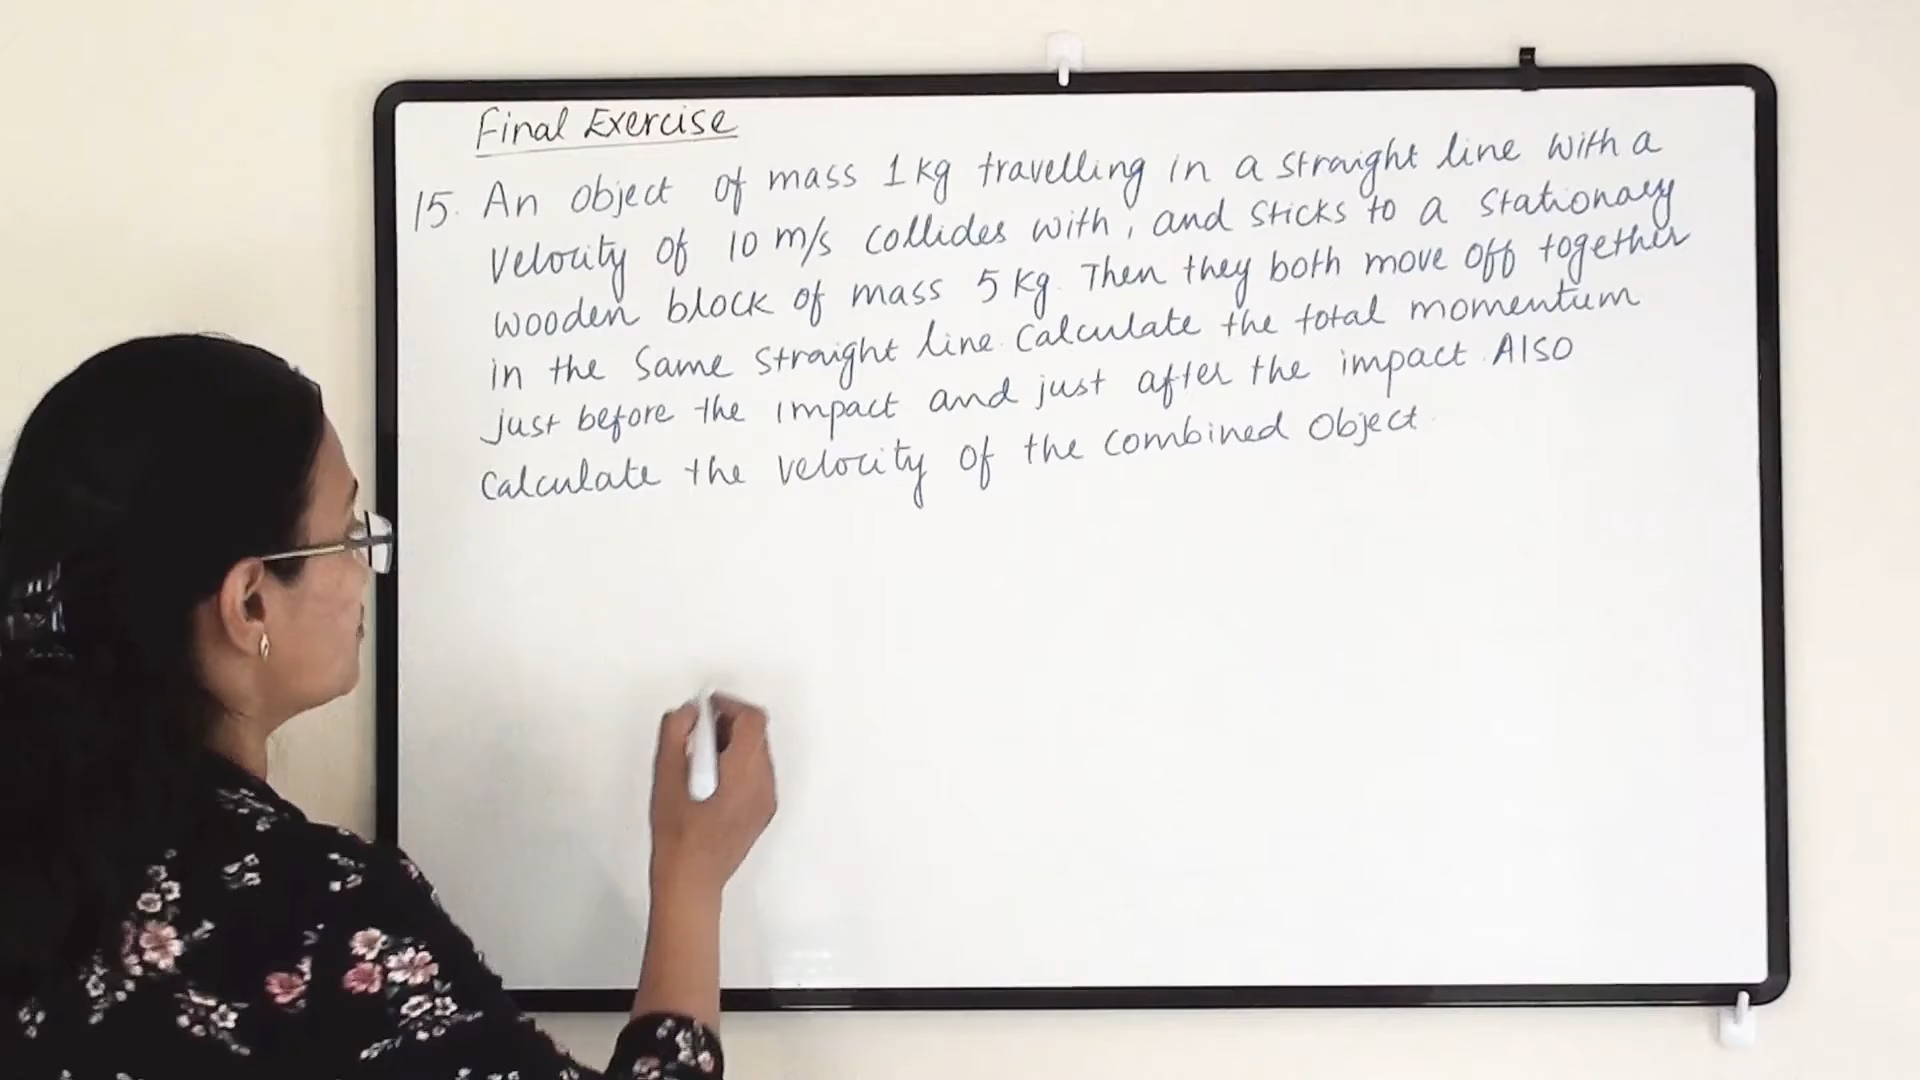 Final Exercise
15. An object of mass 1 kg travelling in a straight line with a
velocity of 10 m/s collides with, and sticks to a stationary
wooden block of mass 5 kg. Then they both move off together
in the same straight line. Calculate the total momentum
just before the impact and just after the impact. Also
calculate the velocity of the combined object.